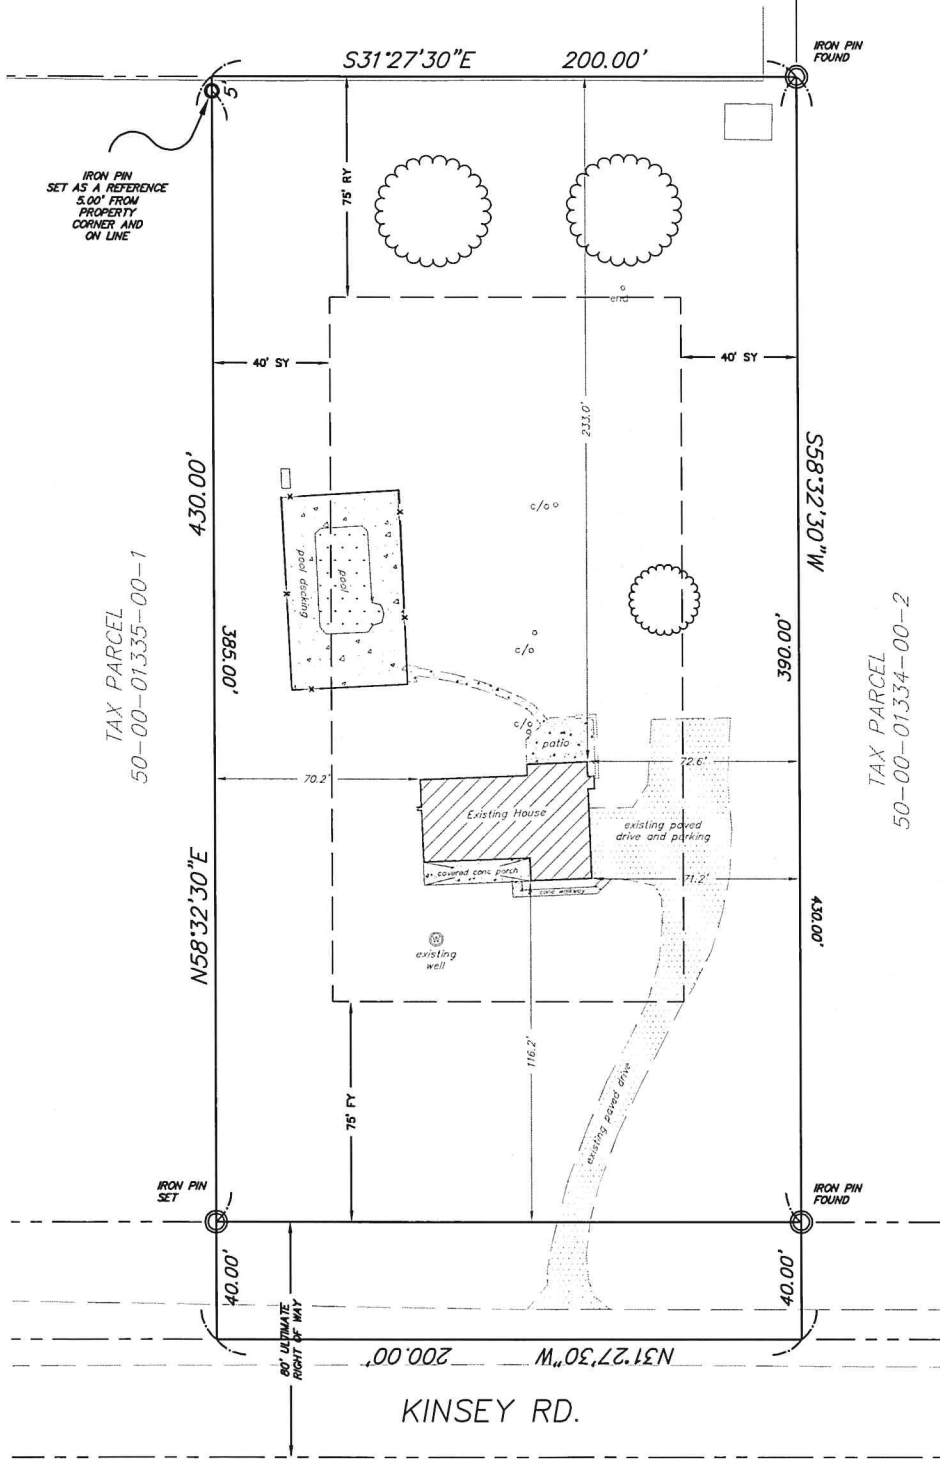 S31°27'30"E 200.00'
IRON PIN
FOUND
5'
IRON PIN
SET AS A REFERENCE
5.00' FROM
PROPERTY
CORNER AND
ON LINE
75' RY
end
40' SY
40' SY
233.0'
430.00'
S58°32'30"W
c/o
pool decking
pool
TAX PARCEL
50-00-01335-00-1
385.00'
c/o
390.00'
TAX PARCEL
50-00-01334-00-2
c/o
patio
70.2'
72.6'
Existing House
existing paved
drive and parking
covered conc porch
conc walkway
71.2'
N58°32'30"E
430.00'
W
existing
well
116.2'
75' FY
existing paved drive
IRON PIN
SET
IRON PIN
FOUND
40.00'
40.00'
80' ULTIMATE
RIGHT OF WAY
N31°27'30"W 200.00'
KINSEY RD.